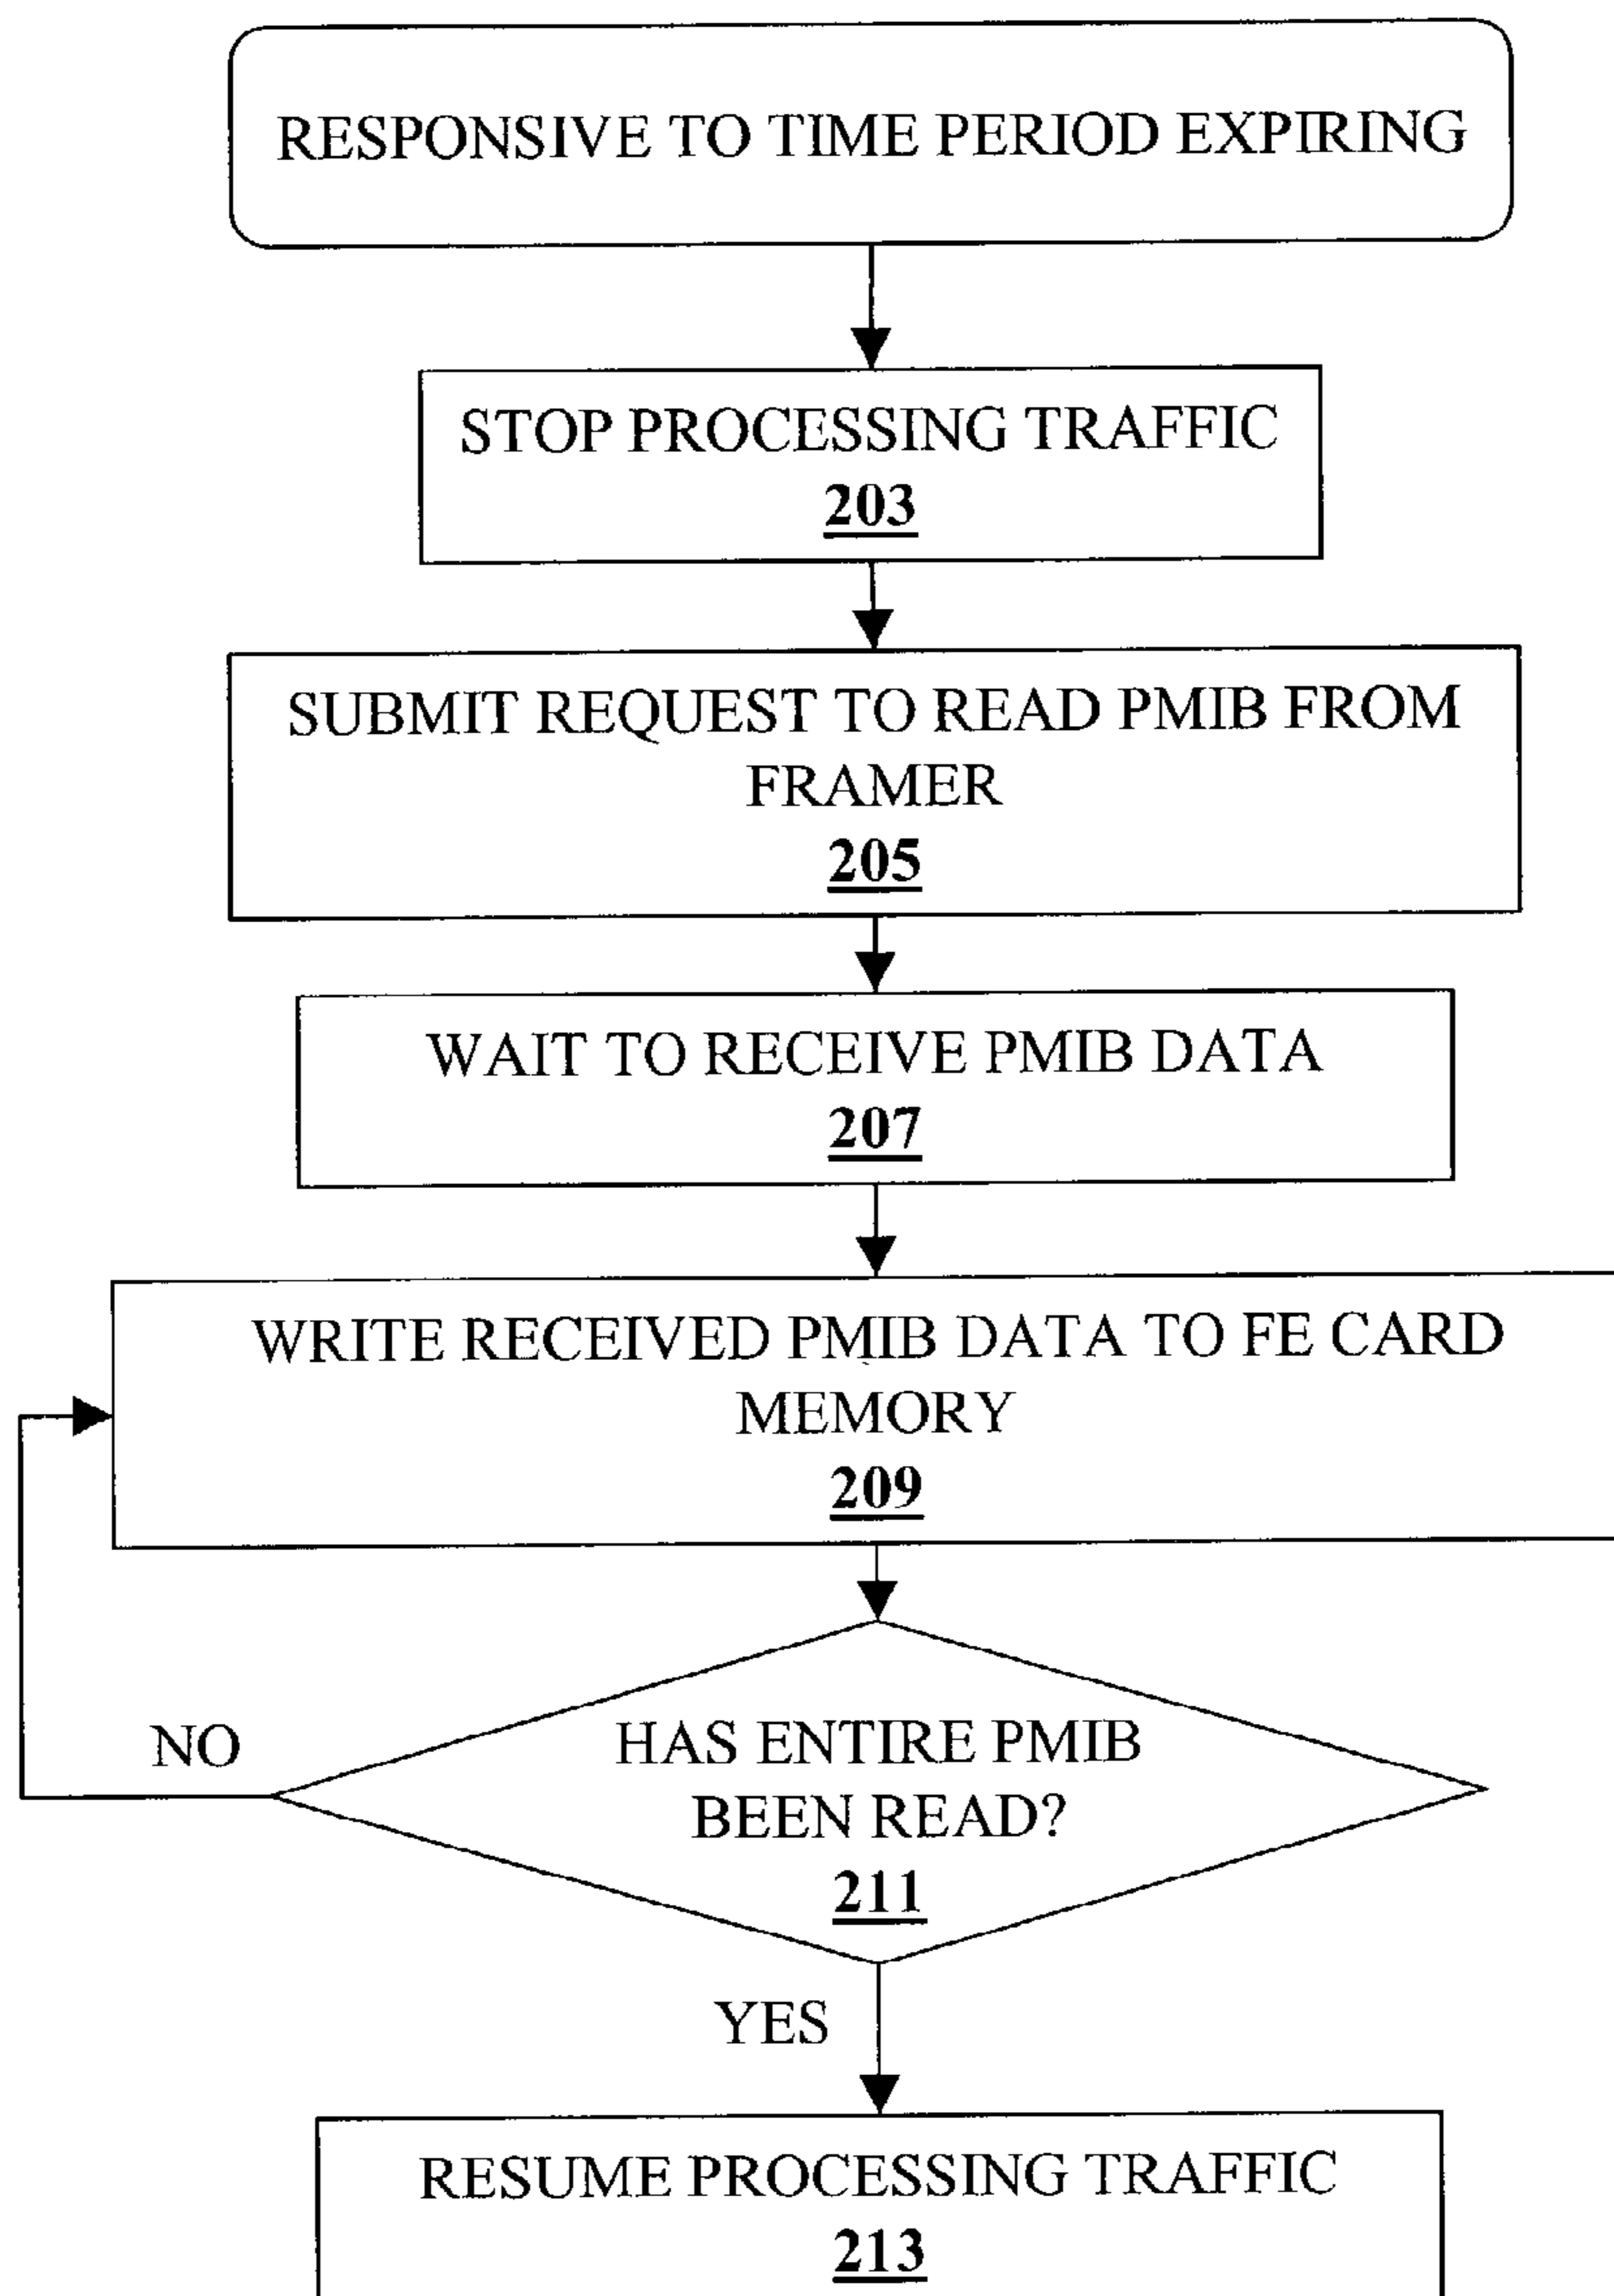 RESPONSIVE TO TIME PERIOD EXPIRING
STOP PROCESSING TRAFFIC
203
SUBMIT REQUEST TO READ PMIB FROM
FRAMER
205
WAIT TO RECEIVE PMIB DATA
207
WRITE RECEIVED PMIB DATA TO FE CARD
MEMORY
209
NO
HAS ENTIRE PMIB
BEEN READ?
211
YES
RESUME PROCESSING TRAFFIC
213